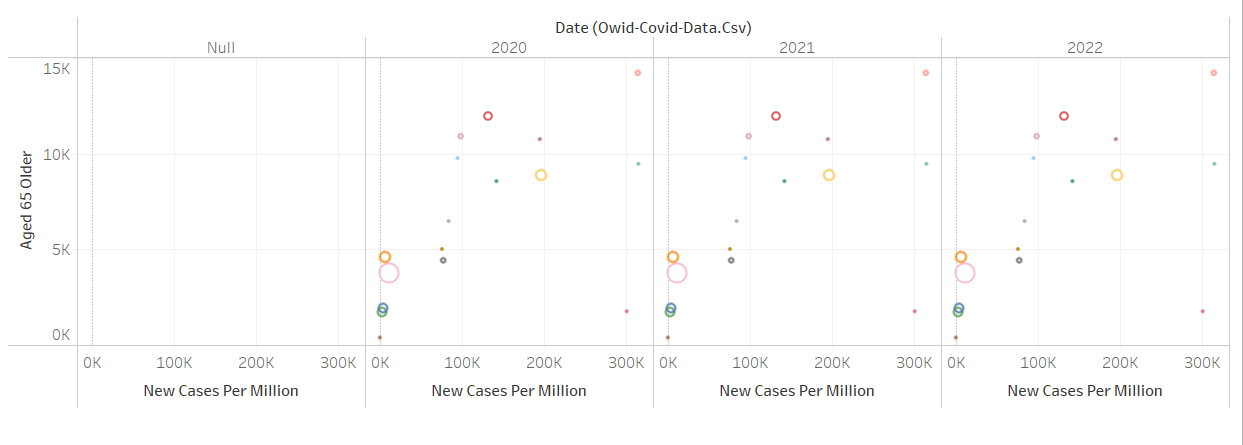 Date (Owid-Covid-Data.Csv)
Null 2020 2021 2022
15K
10K
5K
0K
Aged 65 Older
0K 100K 200K 300K 0K 100K 200K 300K 0K 100K 200K 300K 0K 100K 200K 300K
New Cases Per Million New Cases Per Million New Cases Per Million New Cases Per Million